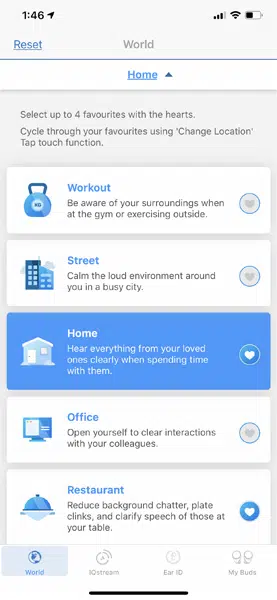 1:46
Reset
World
Home
Select up to 4 favourites with the hearts.
Cycle through your favourites using 'Change Location'
Tap touch function.
Workout
Be aware of your surroundings when
at the gym or exercising outside.
Street
Calm the loud environment around
you in a busy city.
Home
Hear everything from your loved
ones clearly when spending time
with them.
Office
Open yourself to clear interactions
with your colleagues.
Restaurant
Reduce background chatter, plate
clinks, and clarify speech of those at
your table.
World
IQstream
Ear ID
My Buds